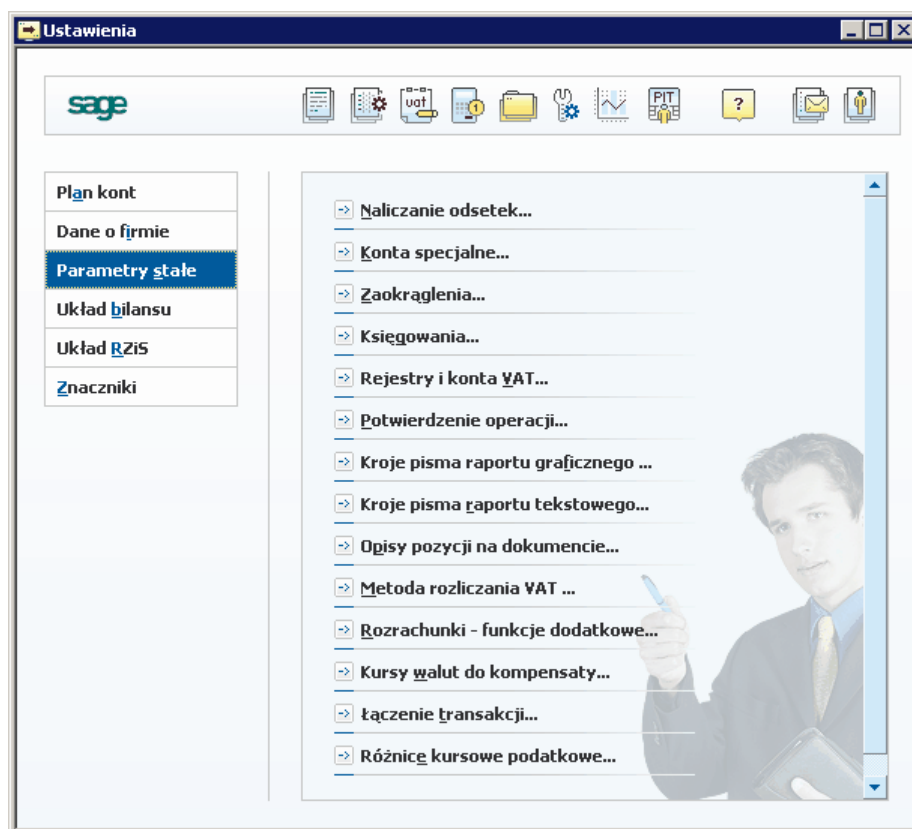 Ustawienia
sage
vat
1
PIT
?
Plan kont
Dane o firmie
Parametry stałe
Układ bilansu
Układ RZiS
Znaczniki
Naliczanie odsetek...
Konta specjalne...
Zaokrąglenia...
Księgowania...
Rejestry i konta VAT...
Potwierdzenie operacji...
Kroje pisma raportu graficznego ...
Kroje pisma raportu tekstowego...
Opisy pozycji na dokumencie...
Metoda rozliczania VAT ...
Rozrachunki - funkcje dodatkowe...
Kursy walut do kompensaty...
Łączenie transakcji...
Różnice kursowe podatkowe...